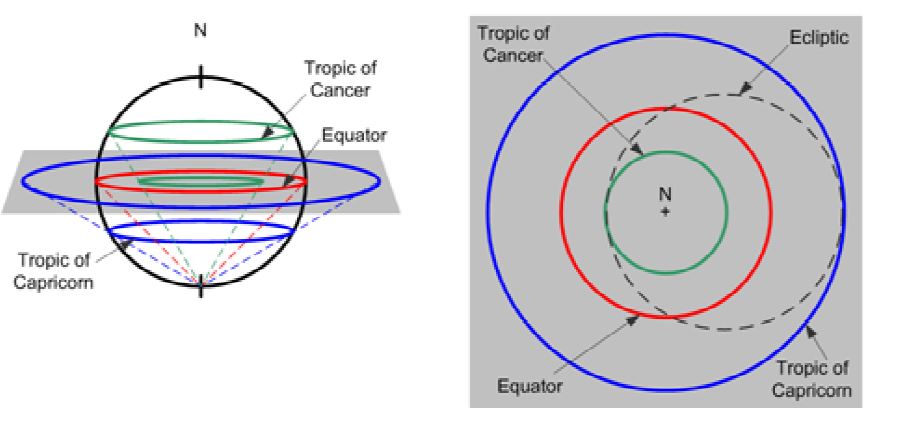 N
Tropic of
Cancer
Equator
Tropic of
Capricorn
Tropic of
Cancer
Ecliptic
N
Equator
Tropic of
Capricorn